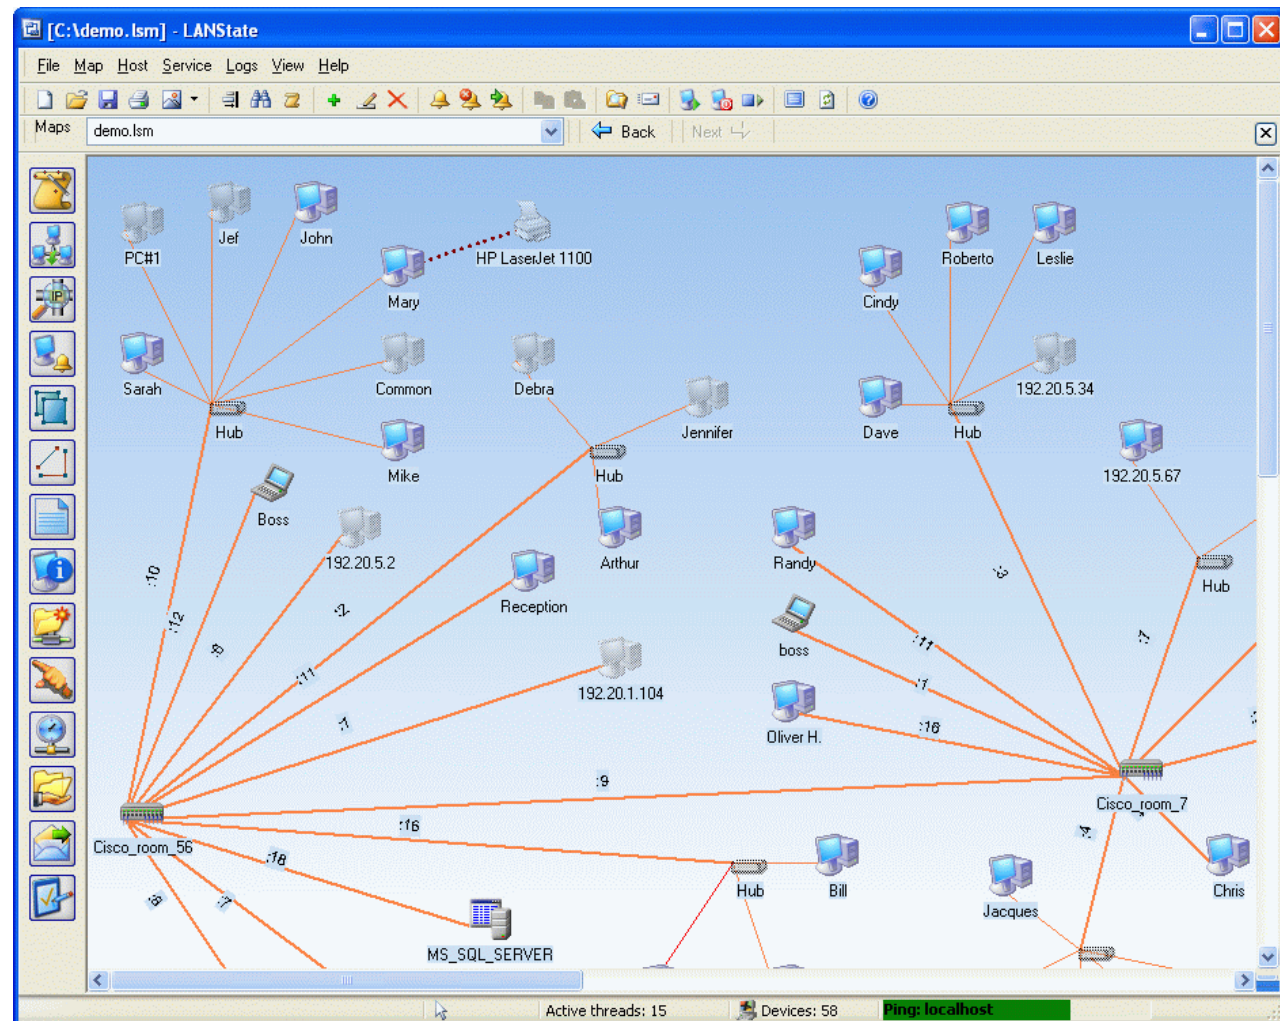 [C:\demo.lsm] - LANState
File Map Host Service Logs View Help
Maps demo.lsm Back Next
PC#1
Jef
John
HP LaserJet 1100
Mary
Roberto
Leslie
Cindy
Sarah
Common
Debra
192.20.5.34
Hub
Jennifer
Dave
Hub
Mike
Hub
192.20.5.67
Boss
192.20.5.2
Arthur
Randy
Hub
Reception
:10
:12
:2
:3
:11
:11
boss
:1
192.20.1.104
:16
Oliver H.
:9
Cisco_room_7
:16
Cisco_room_56
:18
:4
Hub
Bill
Chris
Jacques
:7
MS_SQL_SERVER
Active threads: 15
Devices: 58
Ping: localhost